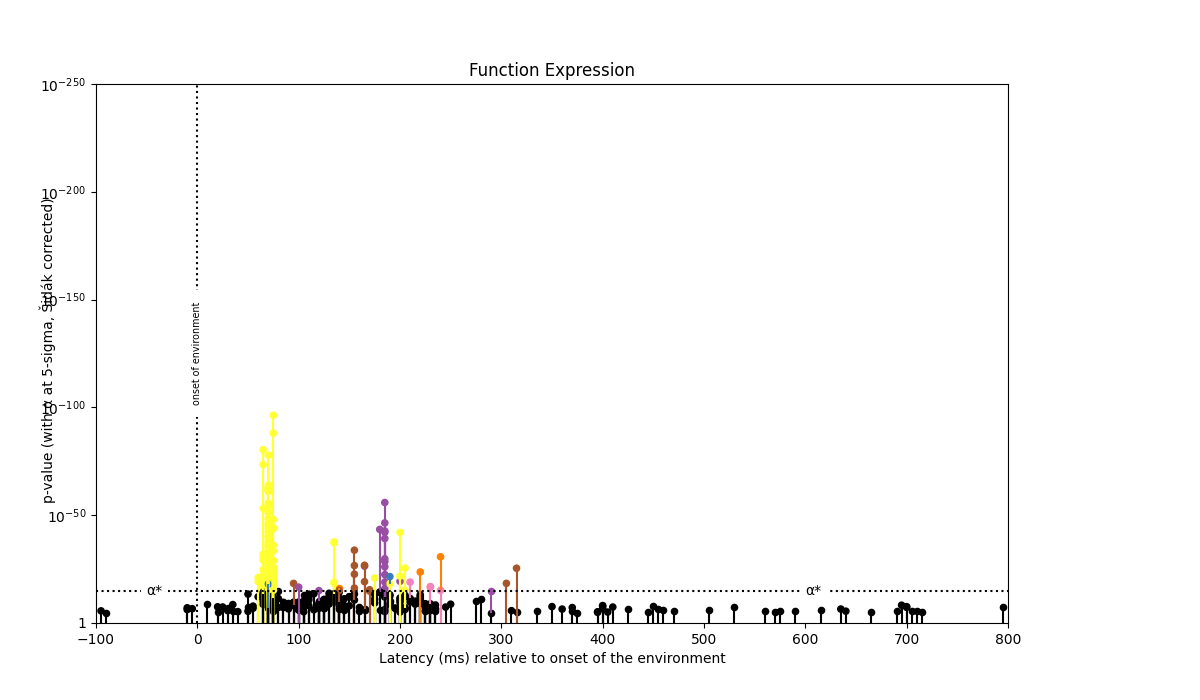 Function Expression
10⁻²⁵⁰
10⁻²⁰⁰
10⁻¹⁵⁰
10⁻¹⁰⁰
10⁻⁵⁰
1
p-value (with α at 5-sigma, Šidák corrected)
onset of environment
α*
α*
−100 0 100 200 300 400 500 600 700 800
Latency (ms) relative to onset of the environment